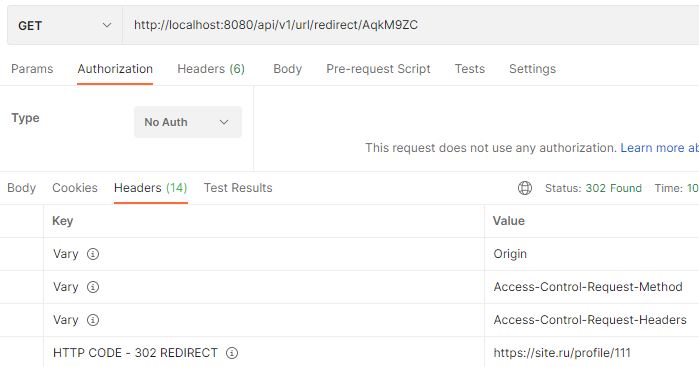 GET http://localhost:8080/api/v1/url/redirect/AqkM9ZC
Params Authorization Headers (6) Body Pre-request Script Tests Settings
Type No Auth
This request does not use any authorization. Learn more ab
Body Cookies Headers (14) Test Results Status: 302 Found Time: 10
Key Value
Vary Origin
Vary Access-Control-Request-Method
Vary Access-Control-Request-Headers
HTTP CODE - 302 REDIRECT https://site.ru/profile/111